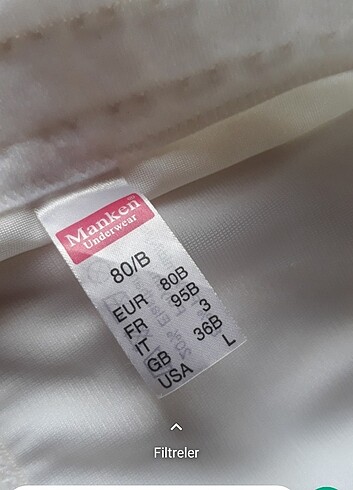 Manken
Underwear
80/B
EUR 80B
FR 95B
IT 3
GB 36B
USA L
Filtreler